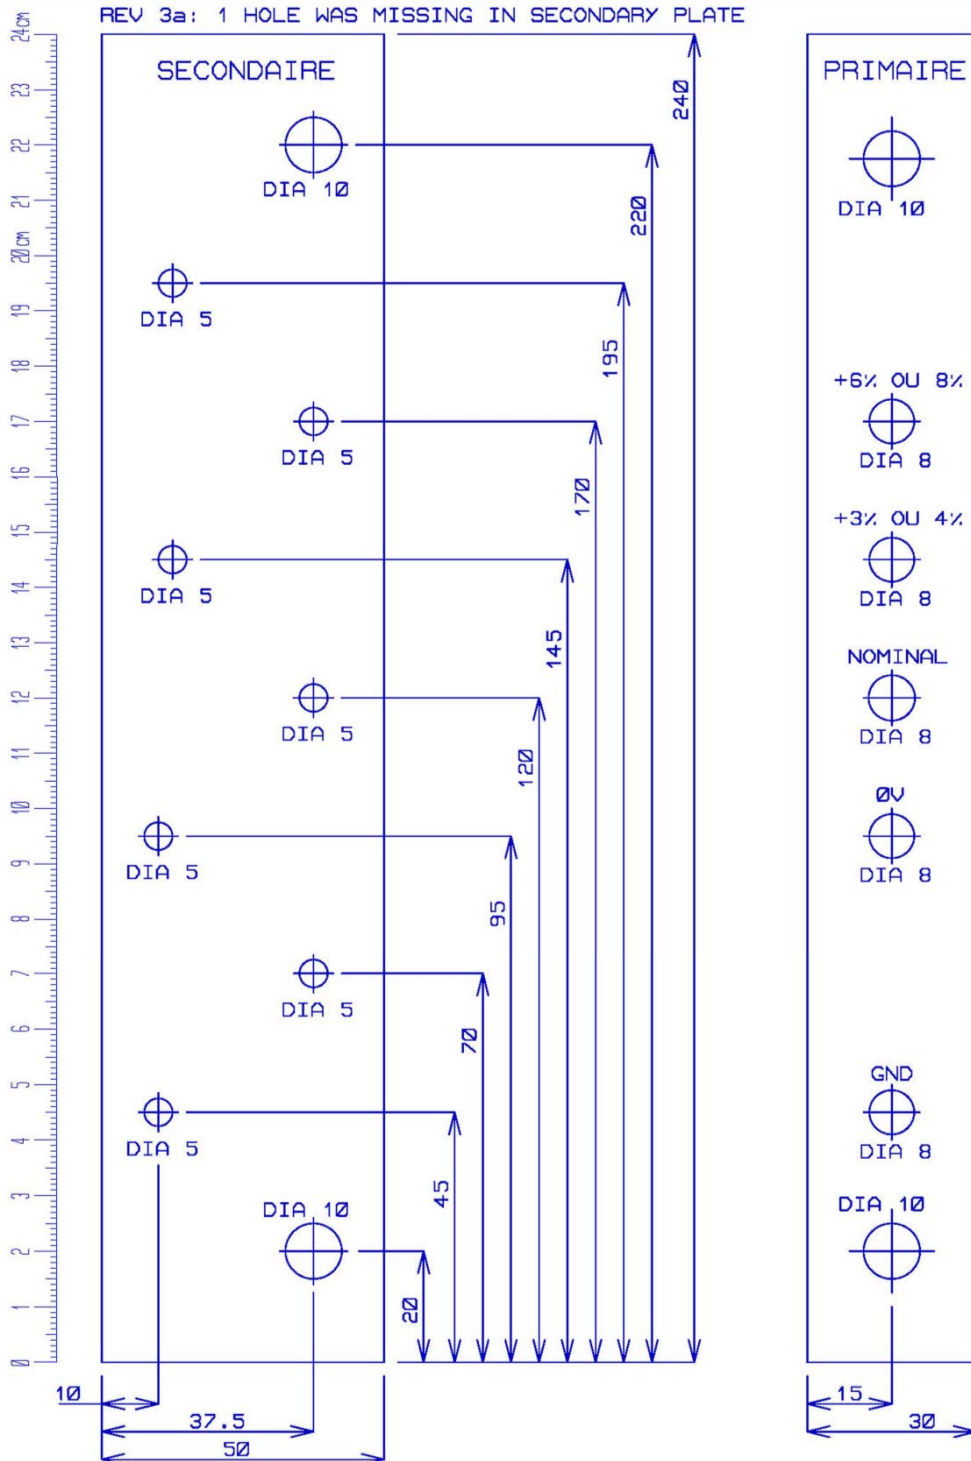 REV 3a: 1 HOLE WAS MISSING IN SECONDARY PLATE
24CM
23
22
21
20CM
19
18
17
16
15
14
13
12
11
10
9
8
7
6
5
4
3
2
1
0
SECONDAIRE
DIA 10
DIA 5
DIA 5
DIA 5
DIA 5
DIA 5
DIA 5
DIA 5
DIA 10
240
220
195
170
145
120
95
70
45
20
10
37.5
50
PRIMAIRE
DIA 10
+6% OU 8%
DIA 8
+3% OU 4%
DIA 8
NOMINAL
DIA 8
0V
DIA 8
GND
DIA 8
DIA 10
15
30